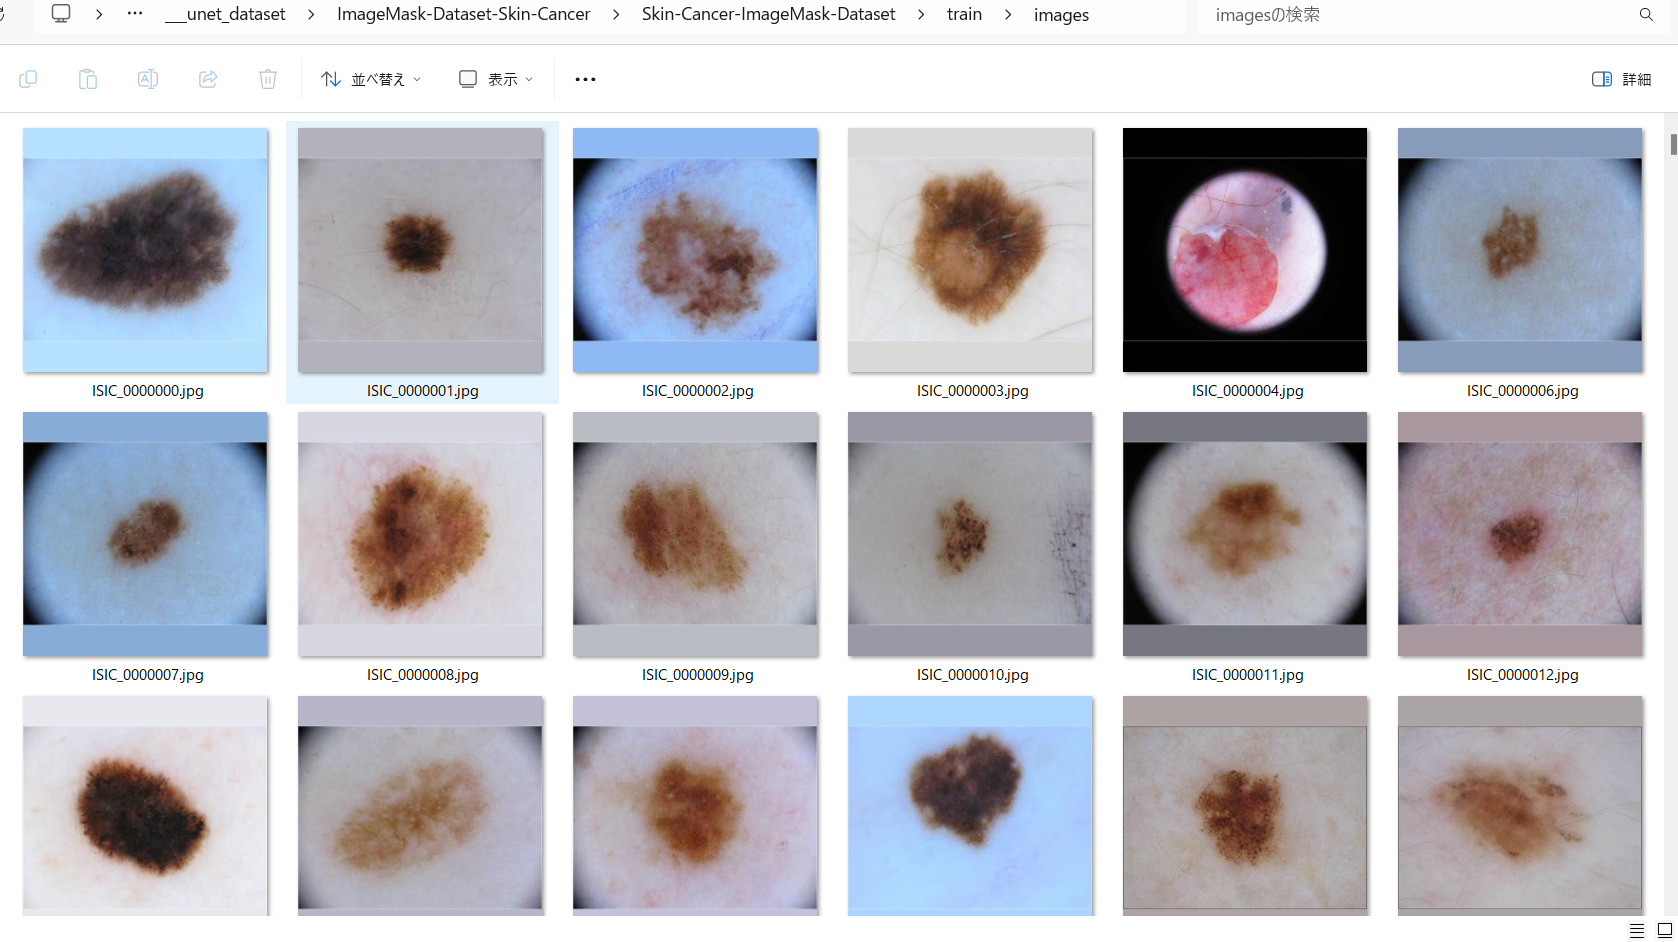 … ___unet_dataset ImageMask-Dataset-Skin-Cancer Skin-Cancer-ImageMask-Dataset train images imagesの検索
並べ替え 表示 … 詳細
ISIC_0000000.jpg ISIC_0000001.jpg ISIC_0000002.jpg ISIC_0000003.jpg ISIC_0000004.jpg ISIC_0000006.jpg
ISIC_0000007.jpg ISIC_0000008.jpg ISIC_0000009.jpg ISIC_0000010.jpg ISIC_0000011.jpg ISIC_0000012.jpg